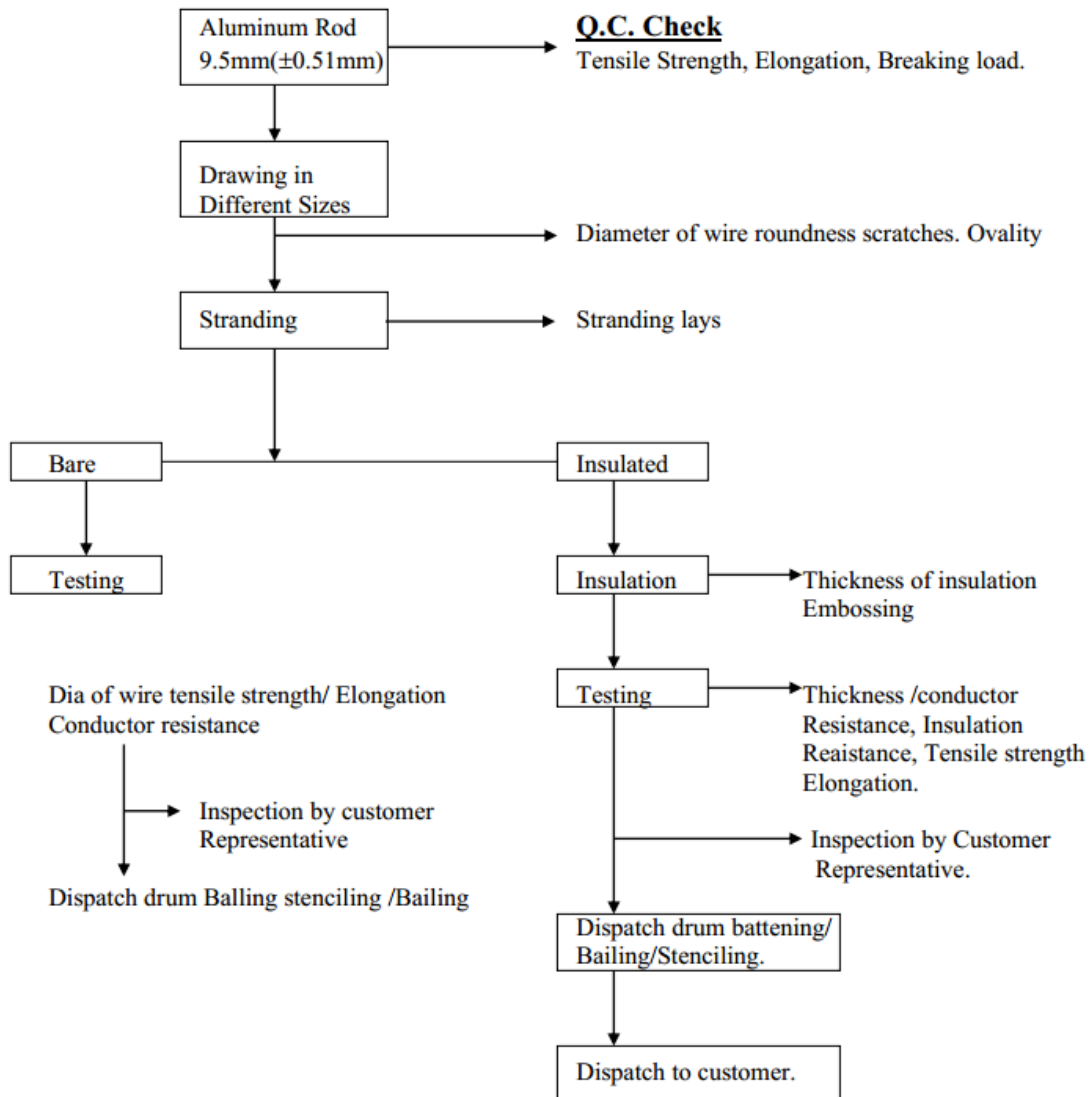 Aluminum Rod
9.5mm(±0.51mm)
Q.C. Check
Tensile Strength, Elongation, Breaking load.
Drawing in
Different Sizes
Diameter of wire roundness scratches. Ovality
Stranding
Stranding lays
Bare
Insulated
Testing
Insulation
Thickness of insulation
Embossing
Dia of wire tensile strength/ Elongation
Conductor resistance
Testing
Thickness /conductor
Resistance, Insulation
Reaistance, Tensile strength
Elongation.
Inspection by customer
Representative
Inspection by Customer
Representative.
Dispatch drum Balling stenciling /Bailing
Dispatch drum battening/
Bailing/Stenciling.
Dispatch to customer.